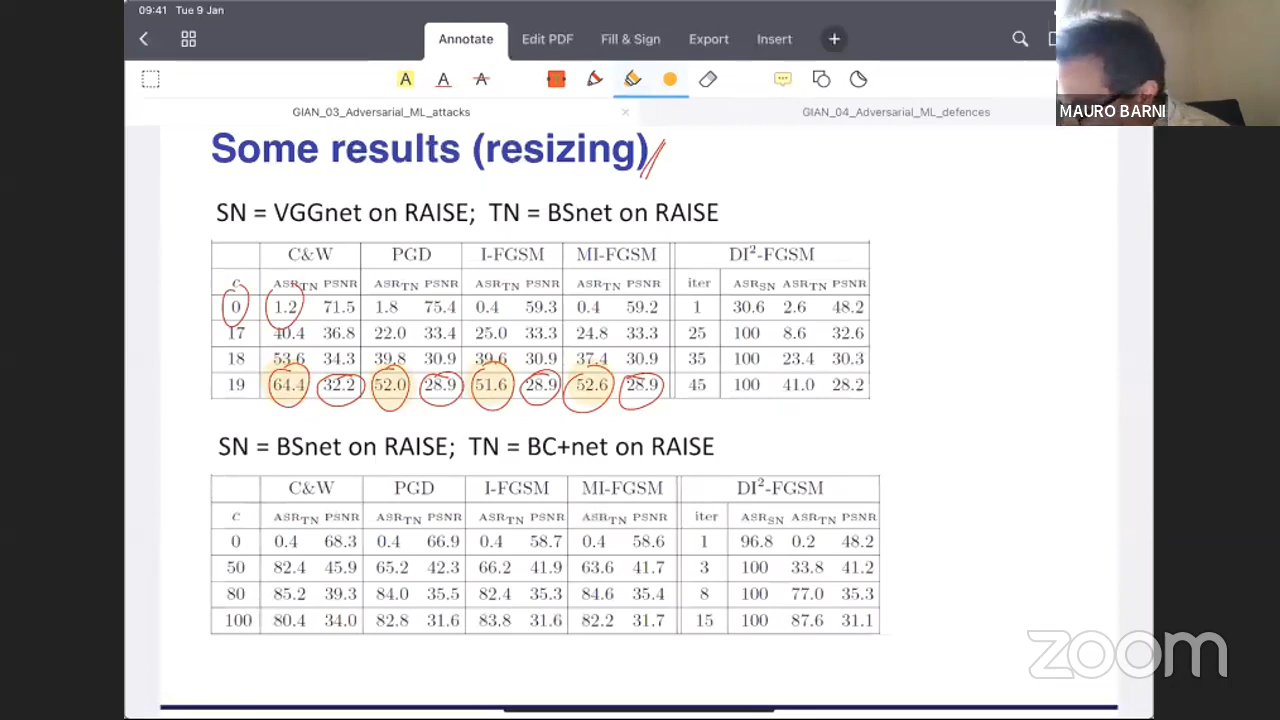 09:41 Tue 9 Jan
Annotate Edit PDF Fill & Sign Export Insert +
A A A
MAURO BARNI
GIAN_03_Adversarial_ML_attacks × GIAN_04_Adversarial_ML_defences
Some results (resizing)
SN = VGGnet on RAISE; TN = BSnet on RAISE
C&W PGD I-FGSM MI-FGSM DI²-FGSM
c ASR_TN PSNR ASR_TN PSNR ASR_TN PSNR ASR_TN PSNR iter ASR_SN ASR_TN PSNR
0 1.2 71.5 1.8 75.4 0.4 59.3 0.4 59.2 1 30.6 2.6 48.2
17 40.4 36.8 22.0 33.4 25.0 33.3 24.8 33.3 25 100 8.6 32.6
18 53.6 34.3 39.8 30.9 39.6 30.9 37.4 30.9 35 100 23.4 30.3
19 64.4 32.2 52.0 28.9 51.6 28.9 52.6 28.9 45 100 41.0 28.2
SN = BSnet on RAISE; TN = BC+net on RAISE
C&W PGD I-FGSM MI-FGSM DI²-FGSM
c ASR_TN PSNR ASR_TN PSNR ASR_TN PSNR ASR_TN PSNR iter ASR_SN ASR_TN PSNR
0 0.4 68.3 0.4 66.9 0.4 58.7 0.4 58.6 1 96.8 0.2 48.2
50 82.4 45.9 65.2 42.3 66.2 41.9 63.6 41.7 3 100 33.8 41.2
80 85.2 39.3 84.0 35.5 82.4 35.3 84.6 35.4 8 100 77.0 35.3
100 80.4 34.0 82.8 31.6 83.8 31.6 82.2 31.7 15 100 87.6 31.1
zoom